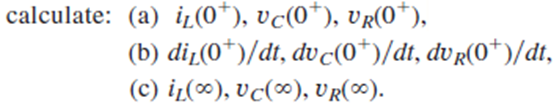 calculate: (a) i_L(0⁺), v_C(0⁺), v_R(0⁺),
(b) di_L(0⁺)/dt, dv_C(0⁺)/dt, dv_R(0⁺)/dt,
(c) i_L(∞), v_C(∞), v_R(∞).